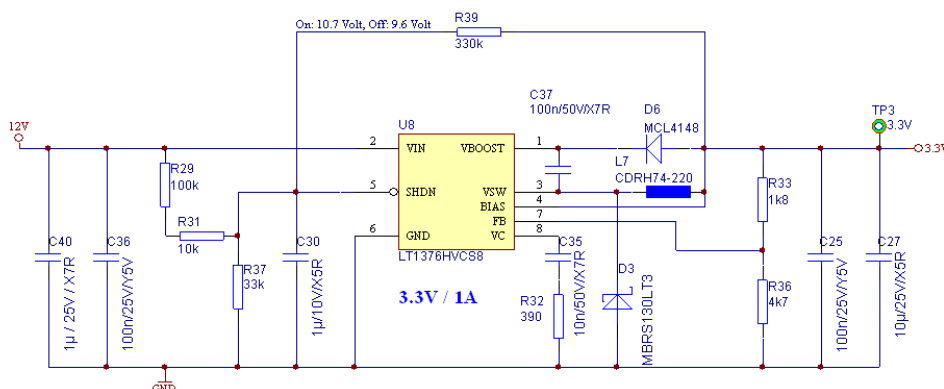 On: 10.7 Volt, Off: 9.6 Volt
R39
330k
C37
100n/50V/X7R
D6
MCL4148
TP3
3.3V
12V
U8
2
VIN
VBOOST
1
3.3V
L7
CDRH74-220
R29
100k
5
SHDN
VSW
3
BIAS
4
FB
7
R33
1k8
R31
10k
6
GND
VC
8
LT1376HVCS8
C40
1µ / 25V / X7R
C36
100n/25V/Y5V
R37
33k
C30
1µ/10V/X5R
3.3V / 1A
R32
390
C35
10n/50V/X7R
D3
MBRS130LT3
R36
4k7
C25
100n/25V/Y5V
C27
10µ/25V/X5R
GND